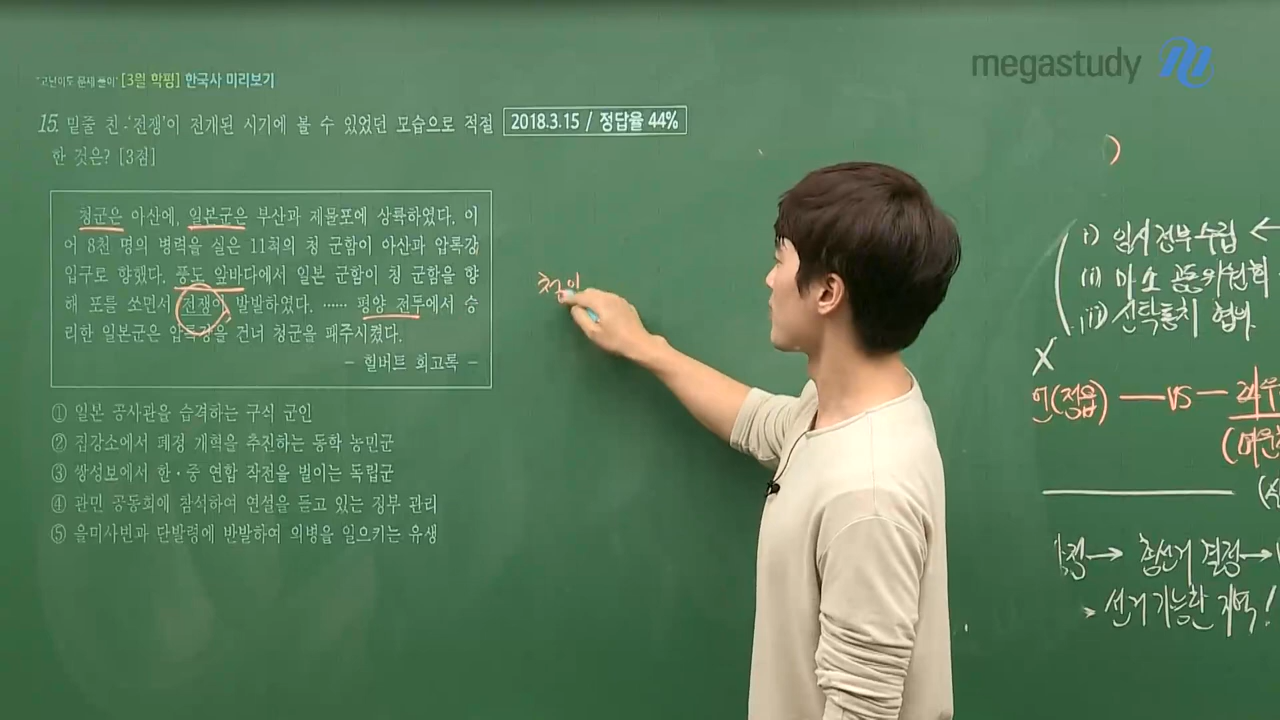 megastudy
"고난이도 문제 풀이" [3월 학평] 한국사 미리보기
15. 밑줄 친 '전쟁'이 전개된 시기에 볼 수 있었던 모습으로 적절
2018.3.15 / 정답율 44%
한 것은? [3점]
청군은 아산에, 일본군은 부산과 제물포에 상륙하였다. 이
어 8천 명의 병력을 실은 11척의 청 군함이 아산과 압록강
입구로 향했다. 풍도 앞바다에서 일본 군함이 청 군함을 향
해 포를 쏘면서 전쟁이 발발하였다. …… 평양 전투에서 승
리한 일본군은 압록강을 건너 청군을 패주시켰다.
- 헐버트 회고록 -
① 일본 공사관을 습격하는 구식 군인
② 집강소에서 폐정 개혁을 추진하는 동학 농민군
③ 쌍성보에서 한·중 연합 작전을 벌이는 독립군
④ 관민 공동회에 참석하여 연설을 듣고 있는 정부 관리
⑤ 을미사변과 단발령에 반발하여 의병을 일으키는 유생
청일
i) 임시정부수립 ←
ii) 미소 공동위원회
iii) 신탁통치 협의
X
(정읍) — VS —
→ 총선거 결정→
선거 가능한 지역!